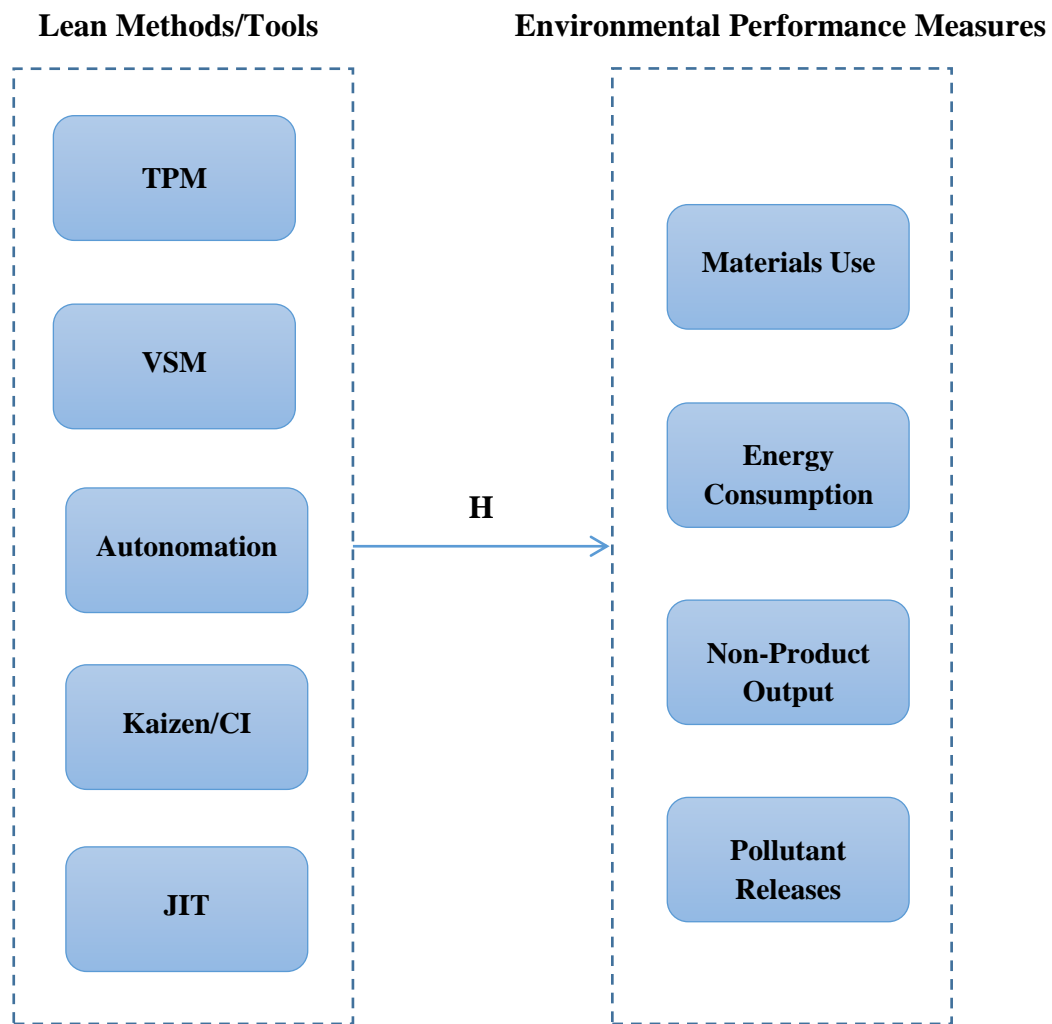 Lean Methods/Tools
Environmental Performance Measures
TPM
VSM
Autonomation
Kaizen/CI
JIT
H
Materials Use
Energy
Consumption
Non-Product
Output
Pollutant
Releases